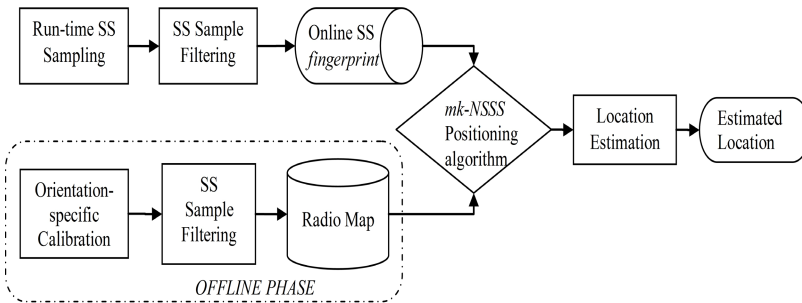 Run-time SS
Sampling
SS Sample
Filtering
Online SS
fingerprint
mk-NSSS
Positioning
algorithm
Location
Estimation
Estimated
Location
Orientation-
specific
Calibration
SS
Sample
Filtering
Radio Map
OFFLINE PHASE